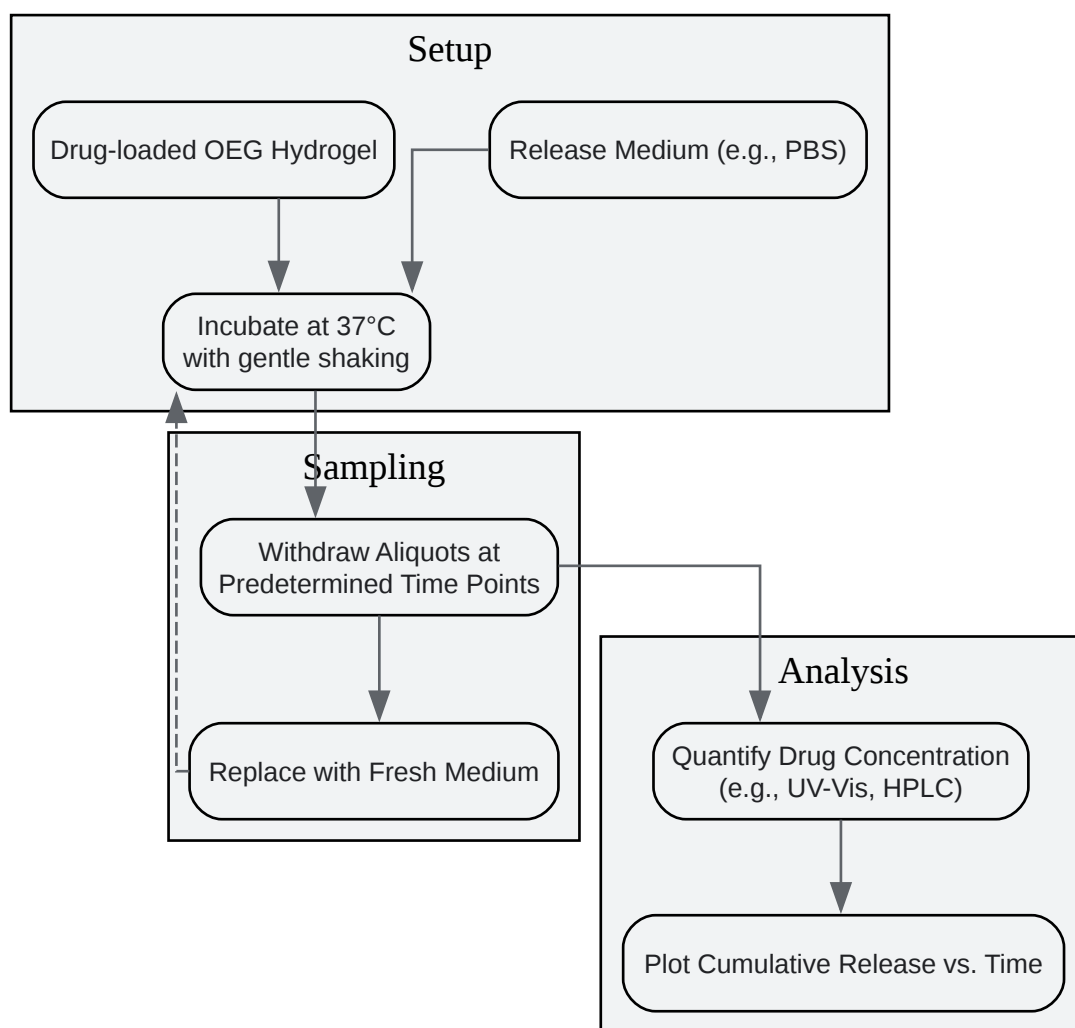 Setup
Drug-loaded OEG Hydrogel
Release Medium (e.g., PBS)
Incubate at 37°C
with gentle shaking
Sampling
Withdraw Aliquots at
Predetermined Time Points
Replace with Fresh Medium
Analysis
Quantify Drug Concentration
(e.g., UV-Vis, HPLC)
Plot Cumulative Release vs. Time